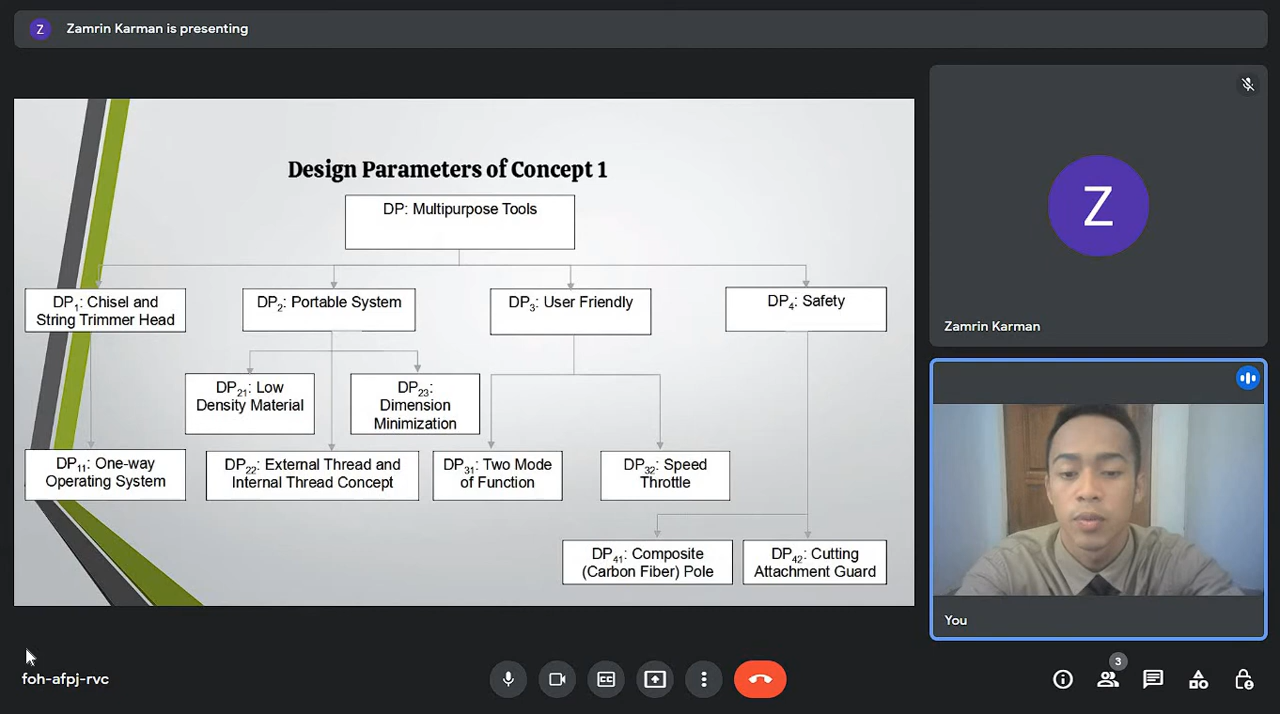 Z
Zamrin Karman is presenting
Design Parameters of Concept 1
DP: Multipurpose Tools
DP₁: Chisel and
String Trimmer Head
DP₂: Portable System
DP₃: User Friendly
DP₄: Safety
DP₂₁: Low
Density Material
DP₂₃:
Dimension
Minimization
DP₁₁: One-way
Operating System
DP₂₂: External Thread and
Internal Thread Concept
DP₃₁: Two Mode
of Function
DP₃₂: Speed
Throttle
DP₄₁: Composite
(Carbon Fiber) Pole
DP₄₂: Cutting
Attachment Guard
Z
Zamrin Karman
You
foh-afpj-rvc
CC
3